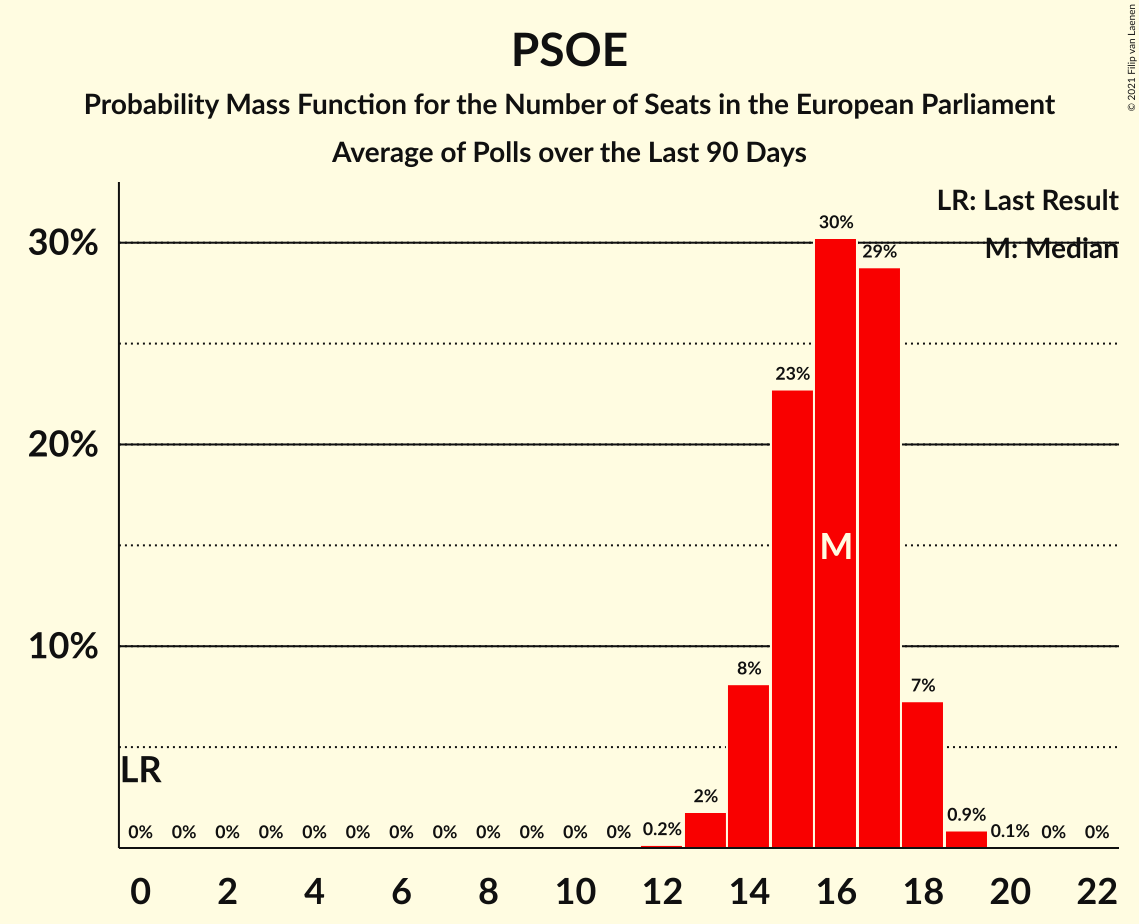 PSOE
Probability Mass Function for the Number of Seats in the European Parliament
Average of Polls over the Last 90 Days
© 2021 Filip van Laenen
LR: Last Result
M: Median
30%
20%
10%
30%
29%
23%
M
8%
7%
LR
2%
0% 0% 0% 0% 0% 0% 0% 0% 0% 0% 0% 0% 0.2% 0.9% 0.1% 0% 0%
0 2 4 6 8 10 12 14 16 18 20 22